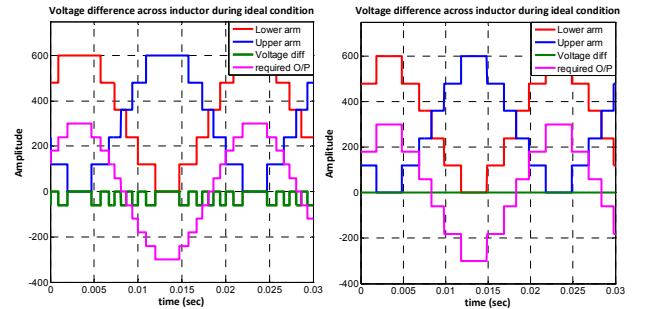 Voltage difference across inductor during ideal condition
Lower arm
Upper arm
Voltage diff
required O/P
Amplitude
600
400
200
0
-200
-400
0
0.005
0.01
0.015
0.02
0.025
0.03
time (sec)
Voltage difference across inductor during ideal condition
Lower arm
Upper arm
Voltage diff
required O/P
Amplitude
600
400
200
0
-200
-400
0
0.005
0.01
0.015
0.02
0.025
0.03
time (sec)